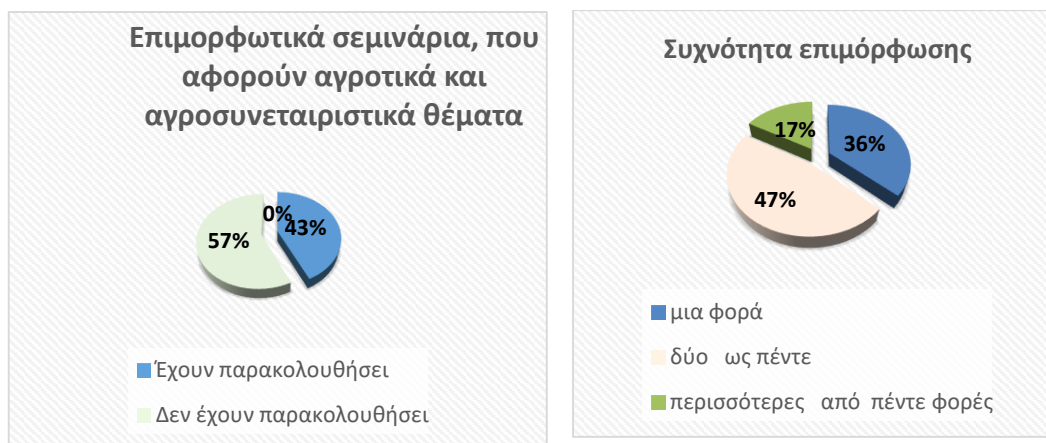 Επιμορφωτικά σεμινάρια, που
αφορούν αγροτικά και
αγροσυνεταιριστικά θέματα
0%
43%
57%
Έχουν παρακολουθήσει
Δεν έχουν παρακολουθήσει
Συχνότητα επιμόρφωσης
17%
36%
47%
μια φορά
δύο ως πέντε
περισσότερες από πέντε φορές